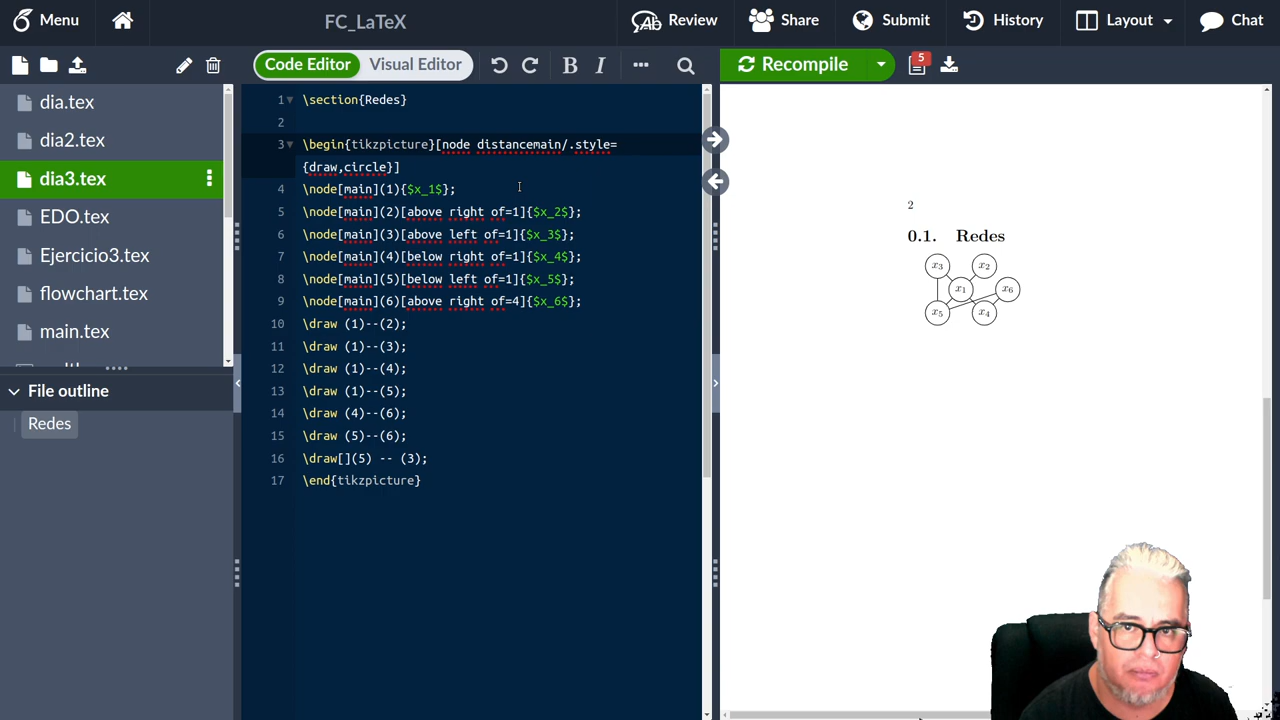 Menu
FC_LaTeX
Review
Share
Submit
History
Layout
Chat
Code Editor
Visual Editor
B
I
Recompile
5
dia.tex
dia2.tex
dia3.tex
EDO.tex
Ejercicio3.tex
flowchart.tex
main.tex
File outline
Redes
1 \section{Redes}
2
3 \begin{tikzpicture}[node distancemain/.style=
{draw,circle}]
4 \node[main](1){$x_1$};
5 \node[main](2)[above right of=1]{$x_2$};
6 \node[main](3)[above left of=1]{$x_3$};
7 \node[main](4)[below right of=1]{$x_4$};
8 \node[main](5)[below left of=1]{$x_5$};
9 \node[main](6)[above right of=4]{$x_6$};
10 \draw (1)--(2);
11 \draw (1)--(3);
12 \draw (1)--(4);
13 \draw (1)--(5);
14 \draw (4)--(6);
15 \draw (5)--(6);
16 \draw[](5) -- (3);
17 \end{tikzpicture}
2
0.1. Redes
x3 x2
x1 x6
x5 x4